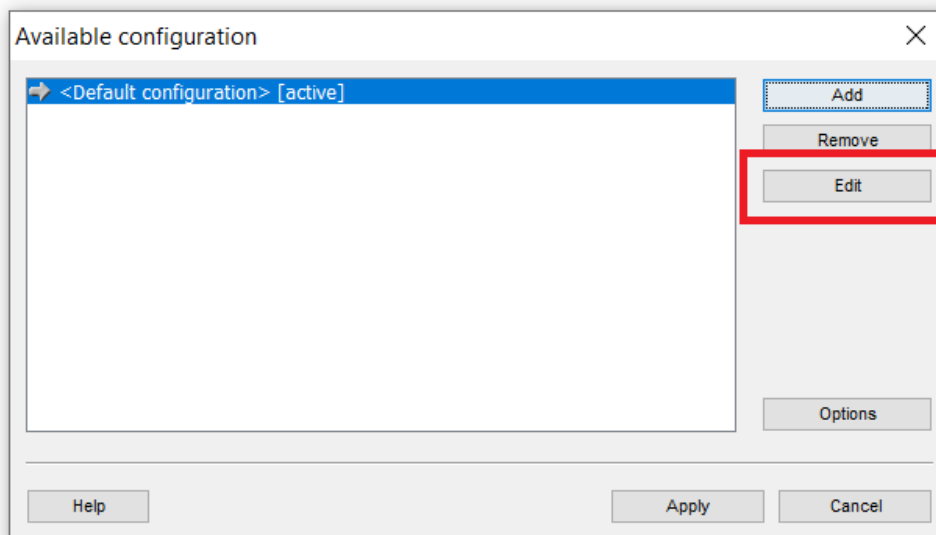 Available configuration
<Default configuration> [active]
Add
Remove
Edit
Options
Help
Apply
Cancel